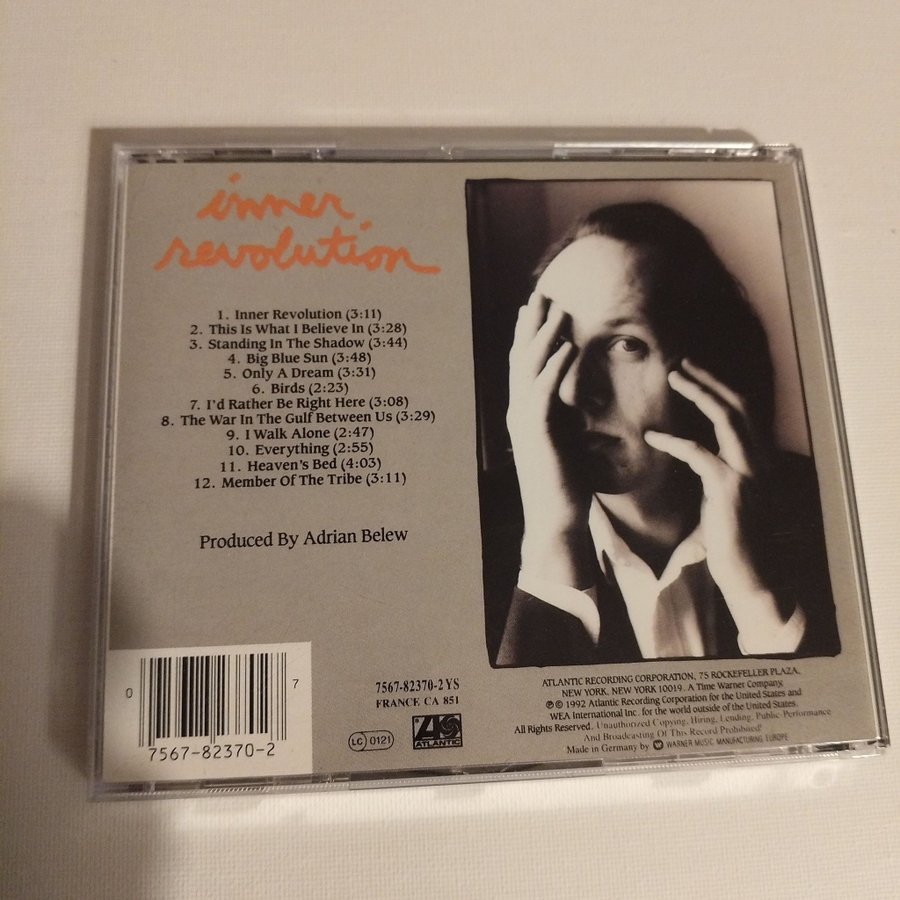 inner
revolution
1. Inner Revolution (3:11)
2. This Is What I Believe In (3:28)
3. Standing In The Shadow (3:44)
4. Big Blue Sun (3:48)
5. Only A Dream (3:31)
6. Birds (2:23)
7. I'd Rather Be Right Here (3:08)
8. The War In The Gulf Between Us (3:29)
9. I Walk Alone (2:47)
10. Everything (2:55)
11. Heaven's Bed (4:03)
12. Member Of The Tribe (3:11)
Produced By Adrian Belew
0 7
7567-82370-2
7567-82370-2 YS
FRANCE CA 851
LC 0121
ATLANTIC
ATLANTIC RECORDING CORPORATION, 75 ROCKEFELLER PLAZA,
NEW YORK, NEW YORK 10019. A Time Warner Company.
℗ © 1992 Atlantic Recording Corporation for the United States and
WEA International Inc. for the world outside of the United States.
All Rights Reserved. Unauthorized Copying, Hiring, Lending, Public Performance
And Broadcasting Of This Record Prohibited!
Made in Germany by WARNER MUSIC MANUFACTURING EUROPE